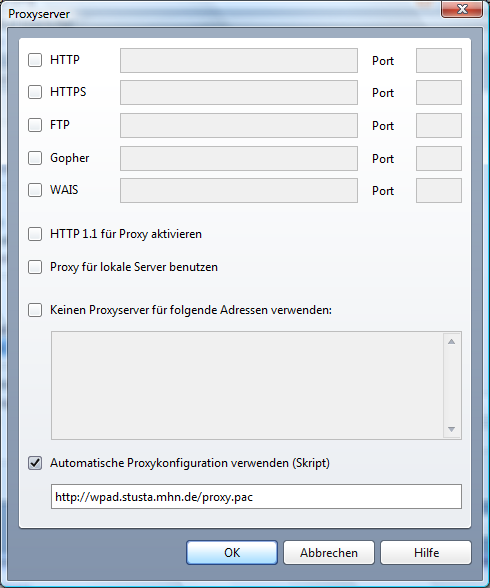 Proxyserver
HTTP Port
HTTPS Port
FTP Port
Gopher Port
WAIS Port
HTTP 1.1 für Proxy aktivieren
Proxy für lokale Server benutzen
Keinen Proxyserver für folgende Adressen verwenden:
Automatische Proxykonfiguration verwenden (Skript)
http://wpad.stusta.mhn.de/proxy.pac
OK Abbrechen Hilfe